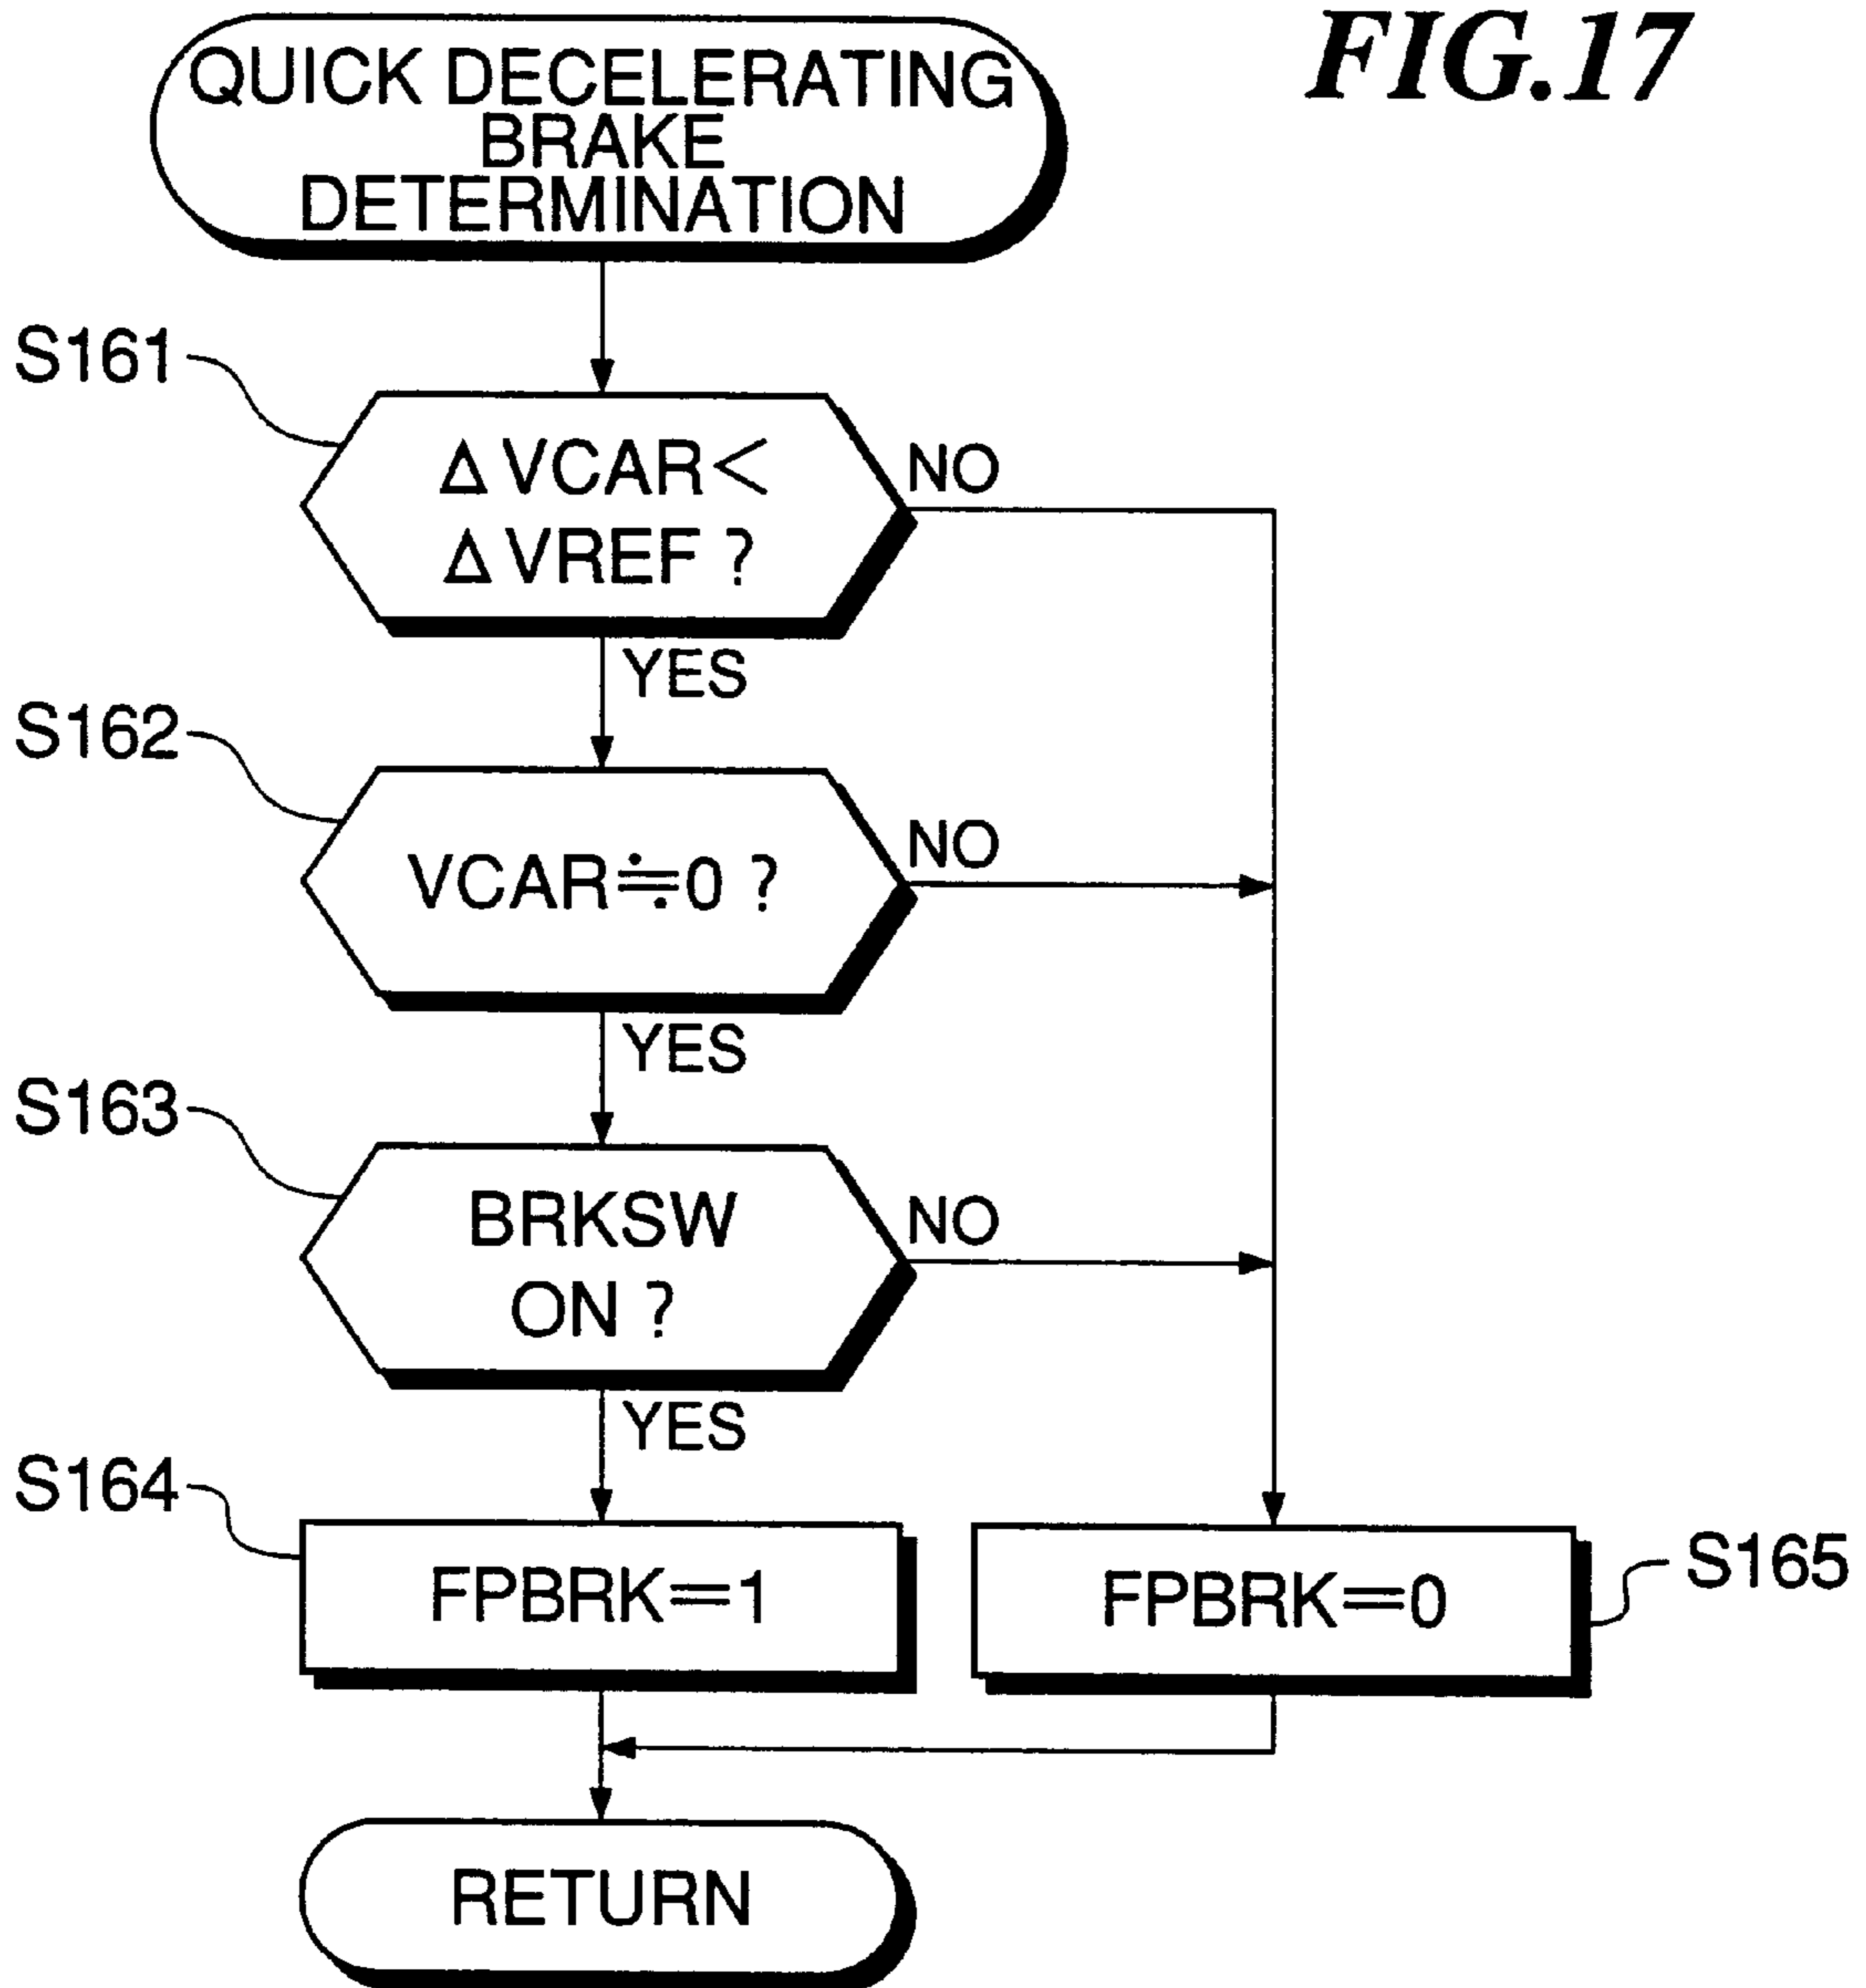 FIG.17
QUICK DECELERATING
BRAKE
DETERMINATION
S161
ΔVCAR<
ΔVREF ?
NO
YES
S162
VCAR≒0 ?
NO
YES
S163
BRKSW
ON ?
NO
YES
S164
FPBRK=1
FPBRK=0
S165
RETURN